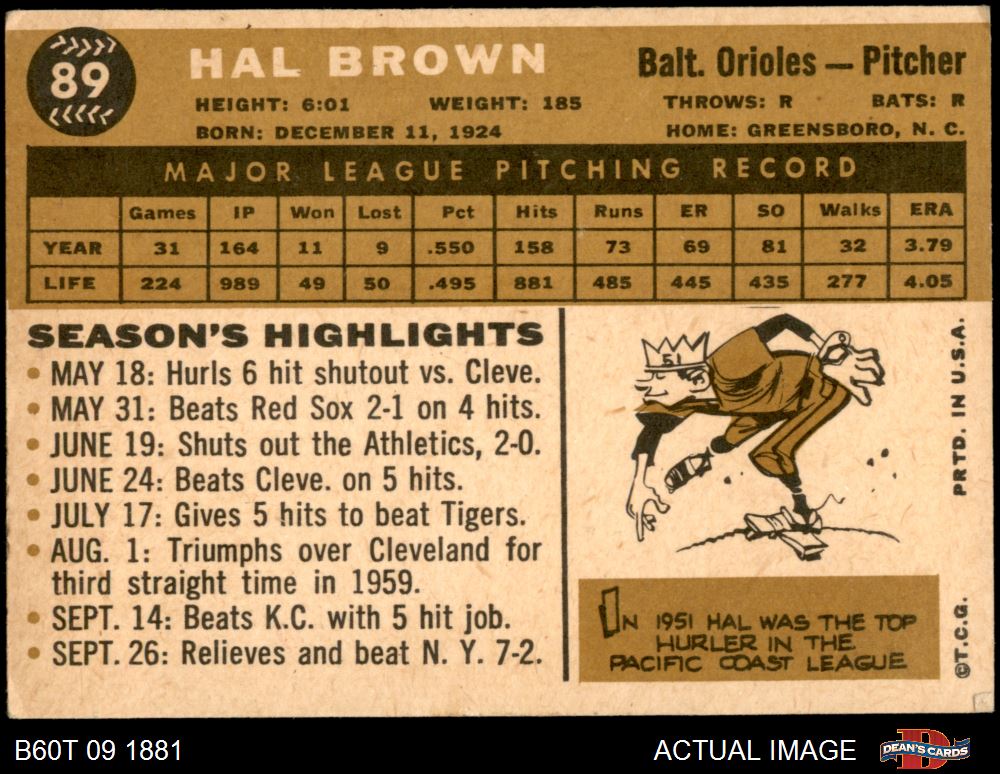 89
HAL BROWN
Balt. Orioles — Pitcher
HEIGHT: 6:01 WEIGHT: 185 THROWS: R BATS: R
BORN: DECEMBER 11, 1924 HOME: GREENSBORO, N. C.
MAJOR LEAGUE PITCHING RECORD
Games IP Won Lost Pct Hits Runs ER SO Walks ERA
YEAR 31 164 11 9 .550 158 73 69 81 32 3.79
LIFE 224 989 49 50 .495 881 485 445 435 277 4.05
SEASON'S HIGHLIGHTS
• MAY 18: Hurls 6 hit shutout vs. Cleve.
• MAY 31: Beats Red Sox 2-1 on 4 hits.
• JUNE 19: Shuts out the Athletics, 2-0.
• JUNE 24: Beats Cleve. on 5 hits.
• JULY 17: Gives 5 hits to beat Tigers.
• AUG. 1: Triumphs over Cleveland for
third straight time in 1959.
• SEPT. 14: Beats K.C. with 5 hit job.
• SEPT. 26: Relieves and beat N. Y. 7-2.
51
IN 1951 HAL WAS THE TOP
HURLER IN THE
PACIFIC COAST LEAGUE
PRTD. IN U.S.A.
©T.C.G.
B60T 09 1881
ACTUAL IMAGE
DEAN'S CARDS